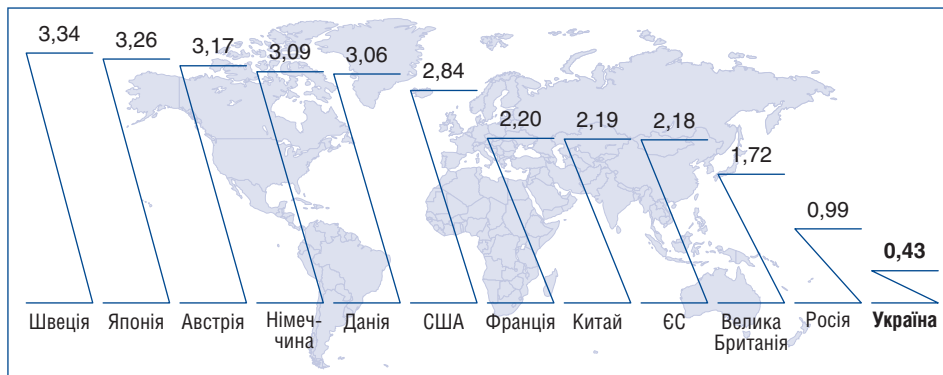 3,34
3,26
3,17
3,09
3,06
2,84
2,20
2,19
2,18
1,72
0,99
0,43
Швеція
Японія
Австрія
Німеч-
чина
Данія
США
Франція
Китай
ЄС
Велика
Британія
Росія
Україна